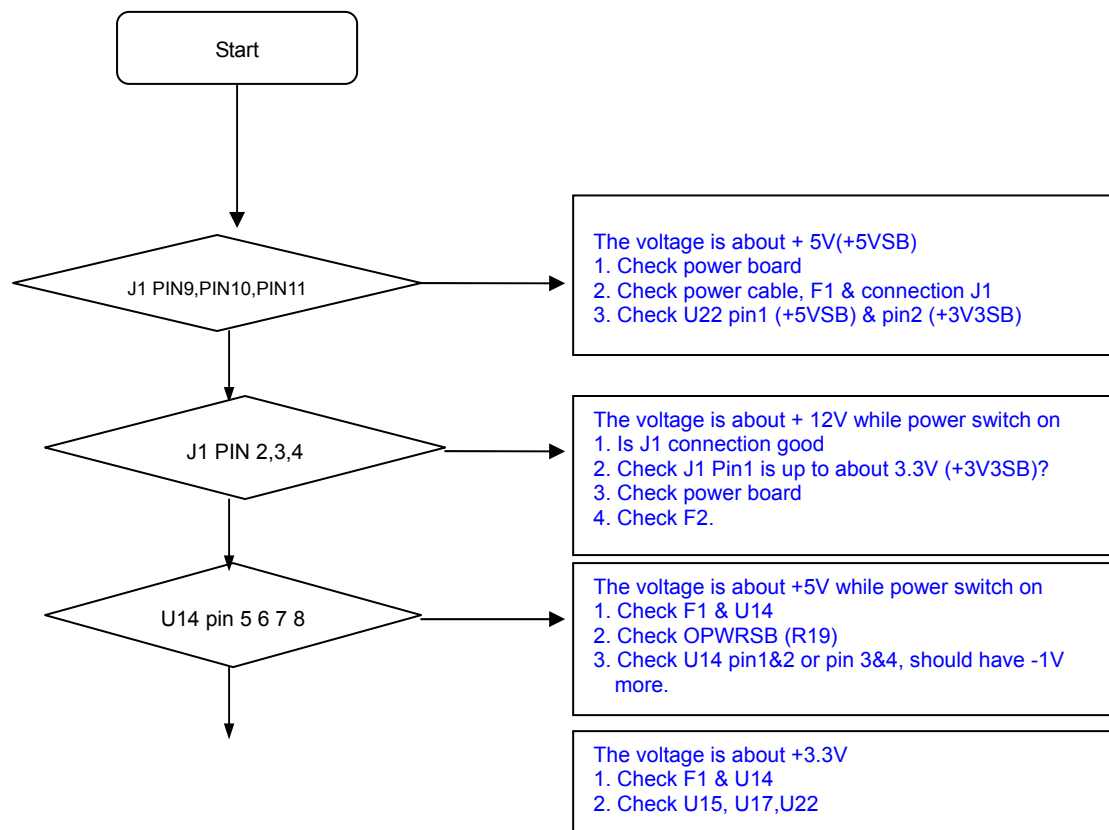 Start
J1 PIN9,PIN10,PIN11
The voltage is about + 5V(+5VSB)
1. Check power board
2. Check power cable, F1 & connection J1
3. Check U22 pin1 (+5VSB) & pin2 (+3V3SB)
J1 PIN 2,3,4
The voltage is about + 12V while power switch on
1. Is J1 connection good
2. Check J1 Pin1 is up to about 3.3V (+3V3SB)?
3. Check power board
4. Check F2.
U14 pin 5 6 7 8
The voltage is about +5V while power switch on
1. Check F1 & U14
2. Check OPWRSB (R19)
3. Check U14 pin1&2 or pin 3&4, should have -1V
more.
The voltage is about +3.3V
1. Check F1 & U14
2. Check U15, U17,U22